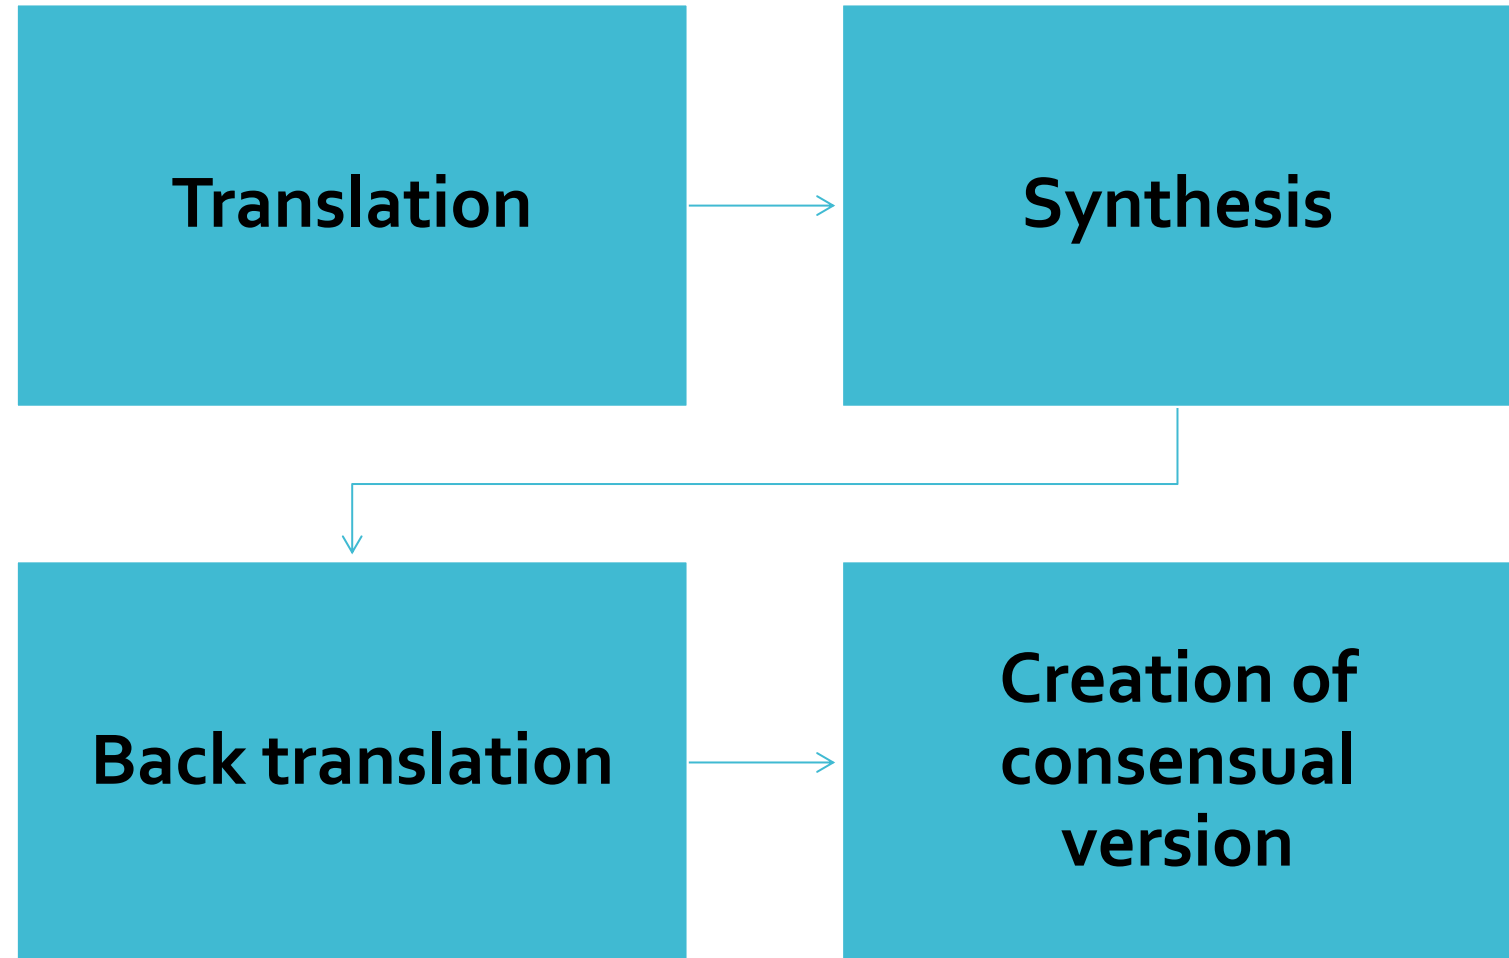 Translation
Synthesis
Back translation
Creation of
consensual
version